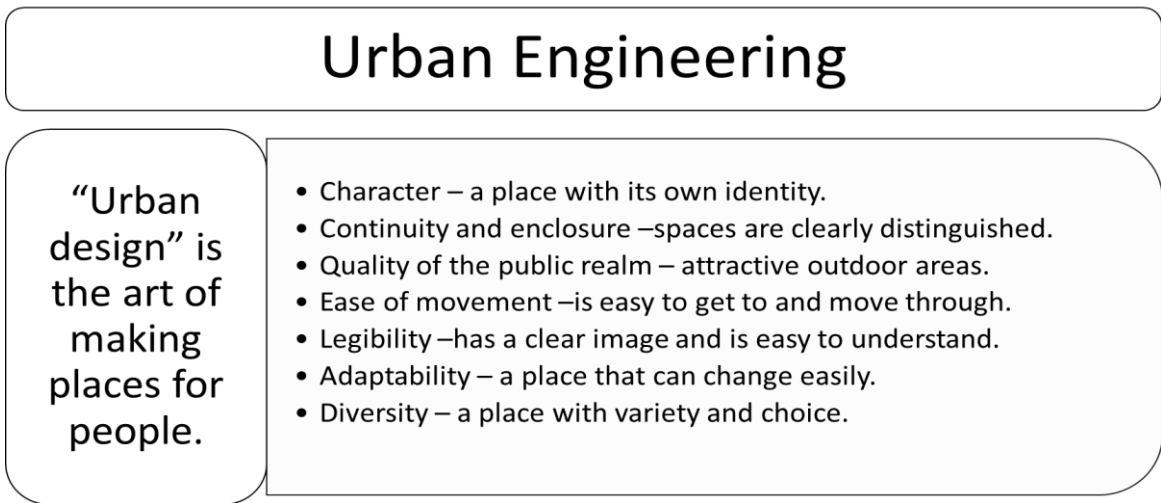 Urban Engineering
“Urban
design” is
the art of
making
places for
people.
• Character – a place with its own identity.
• Continuity and enclosure –spaces are clearly distinguished.
• Quality of the public realm – attractive outdoor areas.
• Ease of movement –is easy to get to and move through.
• Legibility –has a clear image and is easy to understand.
• Adaptability – a place that can change easily.
• Diversity – a place with variety and choice.